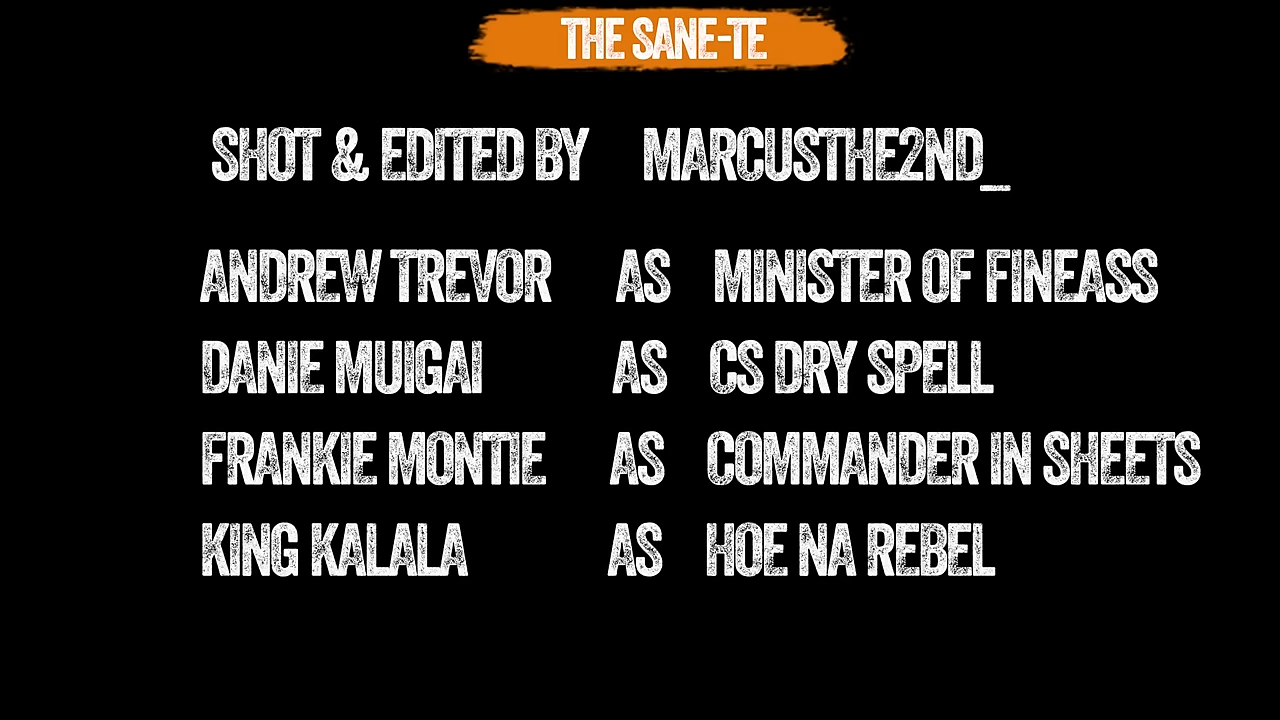 THE SANE-TE
SHOT & EDITED BY MARCUSTHE2ND_
ANDREW TREVOR AS MINISTER OF FINEASS
DANIE MUIGAI AS CS DRY SPELL
FRANKIE MONTIE AS COMMANDER IN SHEETS
KING KALALA AS HOE NA REBEL